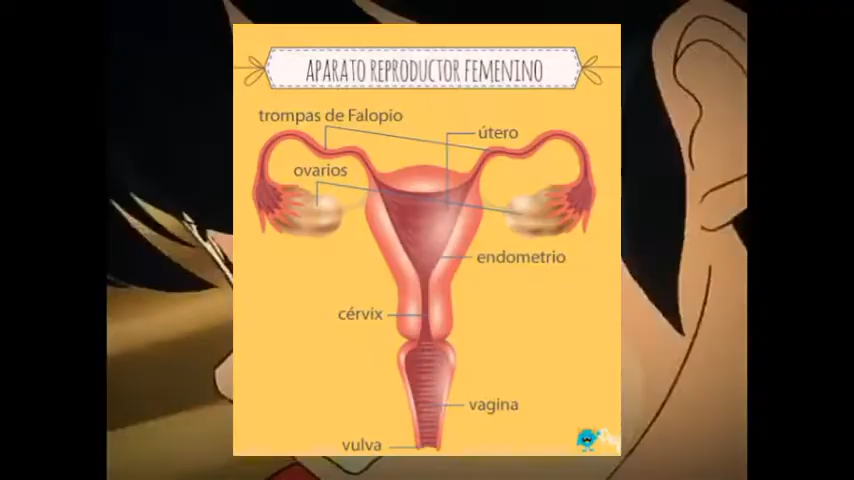 APARATO REPRODUCTOR FEMENINO
trompas de Falopio
útero
ovarios
endometrio
cérvix
vagina
vulva